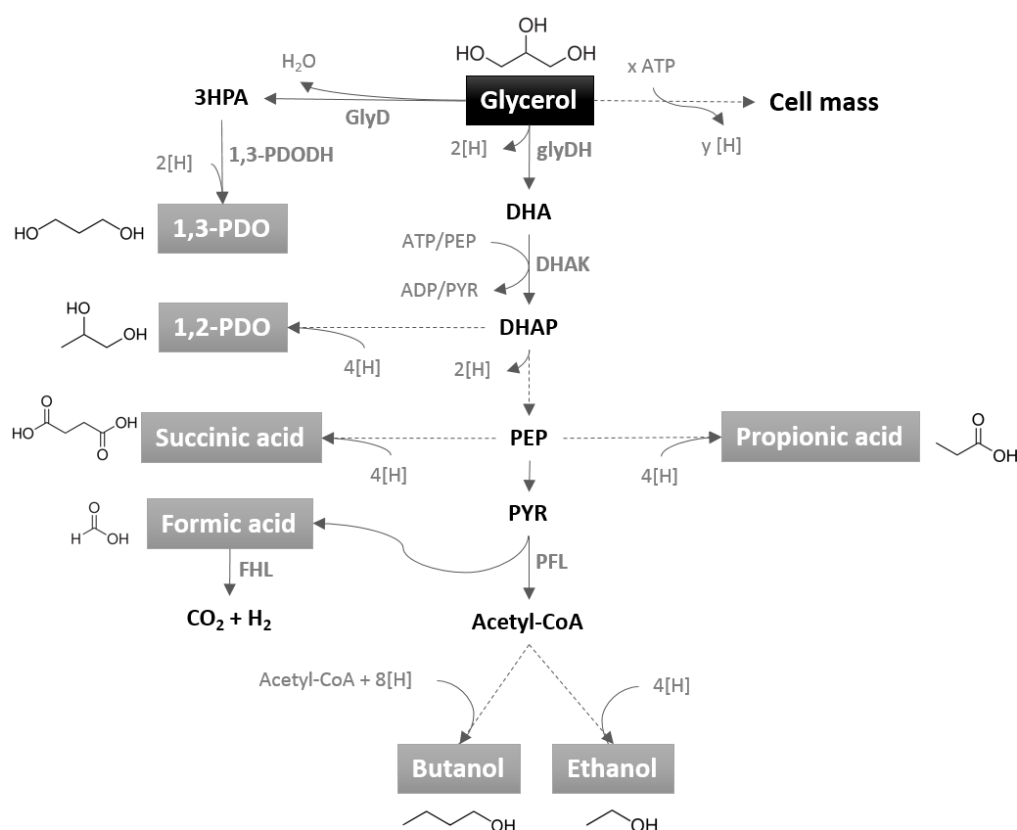 OH
HO
OH
H₂O
x ATP
3HPA
Glycerol
Cell mass
GlyD
2[H]
glyDH
y [H]
2[H]
1,3-PDODH
DHA
HO
OH
1,3-PDO
ATP/PEP
DHAK
ADP/PYR
HO
OH
1,2-PDO
DHAP
4[H]
2[H]
O
OH
HO
O
Succinic acid
PEP
Propionic acid
O
OH
4[H]
4[H]
O
H
OH
Formic acid
PYR
FHL
PFL
CO₂ + H₂
Acetyl-CoA
Acetyl-CoA + 8[H]
4[H]
Butanol
Ethanol
OH
OH